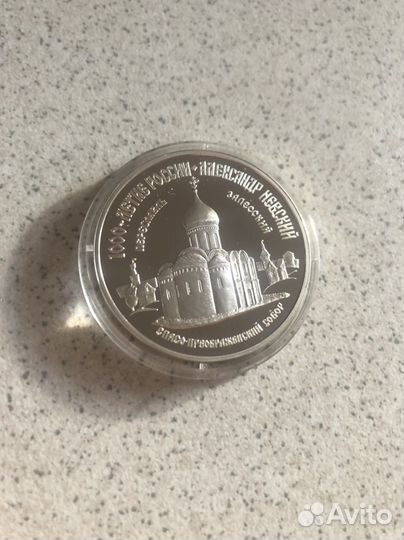 1000-ЛЕТИЕ РОССИИ · АЛЕКСАНДР НЕВСКИЙ
ПЕРЕСЛАВЛЬ ЗАЛЕССКИЙ
СПАСО-ПРЕОБРАЖЕНСКИЙ СОБОР
Avito